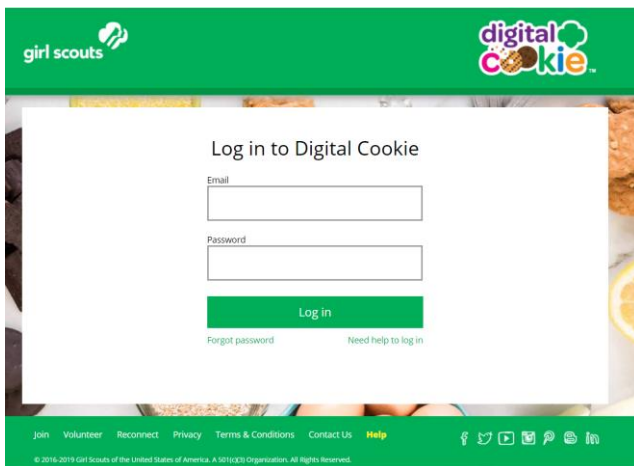 girl scouts
digital
cookie™
Log in to Digital Cookie
Email
Password
Log in
Forgot password Need help to log in
Join Volunteer Reconnect Privacy Terms & Conditions Contact Us Help
© 2016-2019 Girl Scouts of the United States of America. A 501(c)(3) Organization. All Rights Reserved.